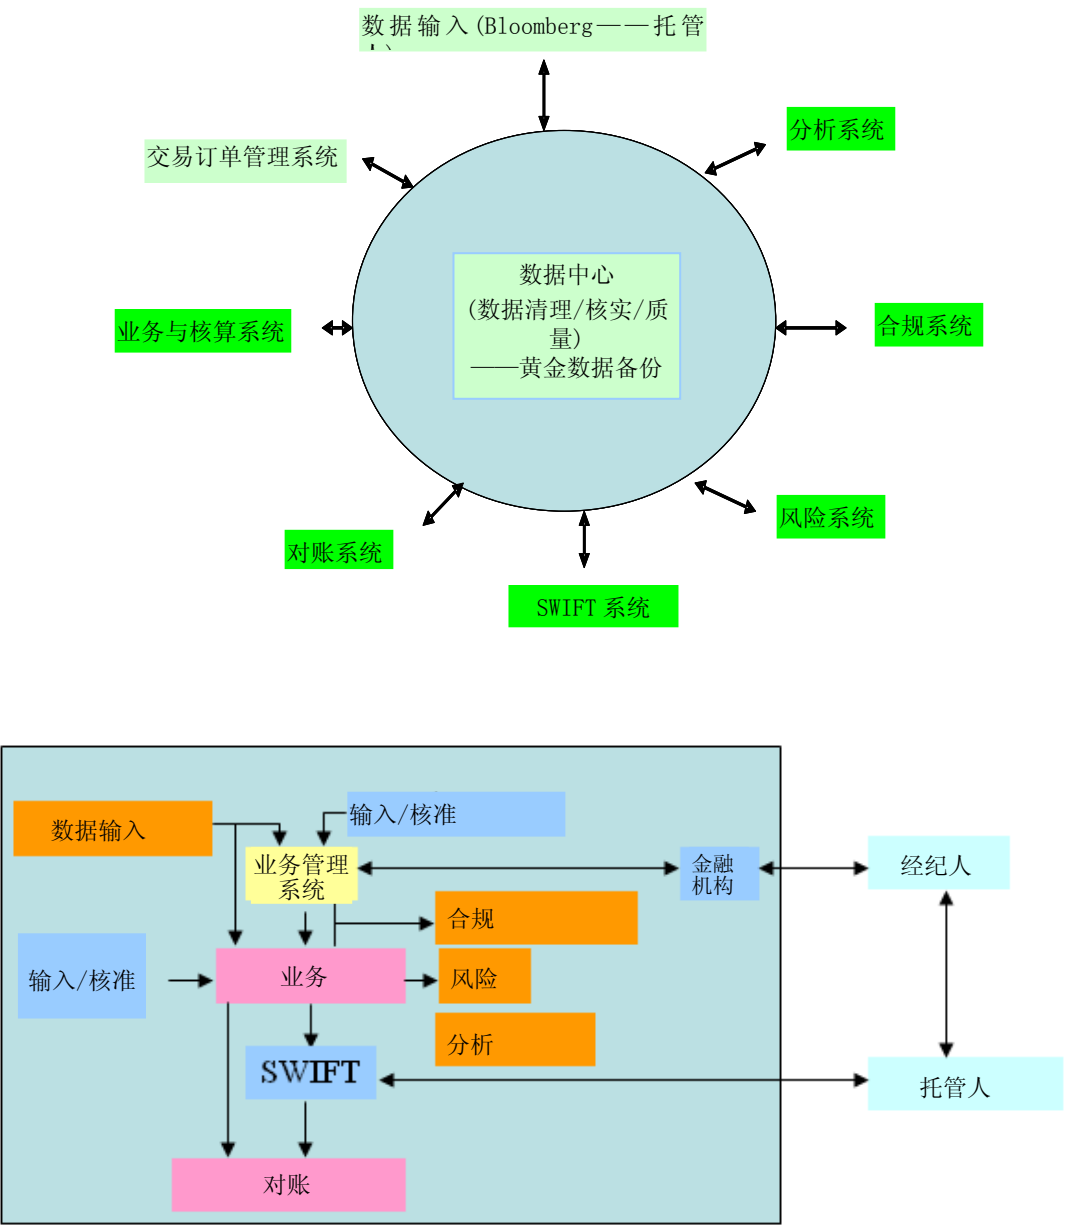 数据输入(Bloomberg——托管
分析系统
交易订单管理系统
数据中心
(数据清理/核实/质
量)
——黄金数据备份
业务与核算系统
合规系统
风险系统
对账系统
SWIFT 系统
数据输入
输入/核准
业务管理
系统
金融
机构
经纪人
合规
输入/核准
业务
风险
分析
SWIFT
托管人
对账